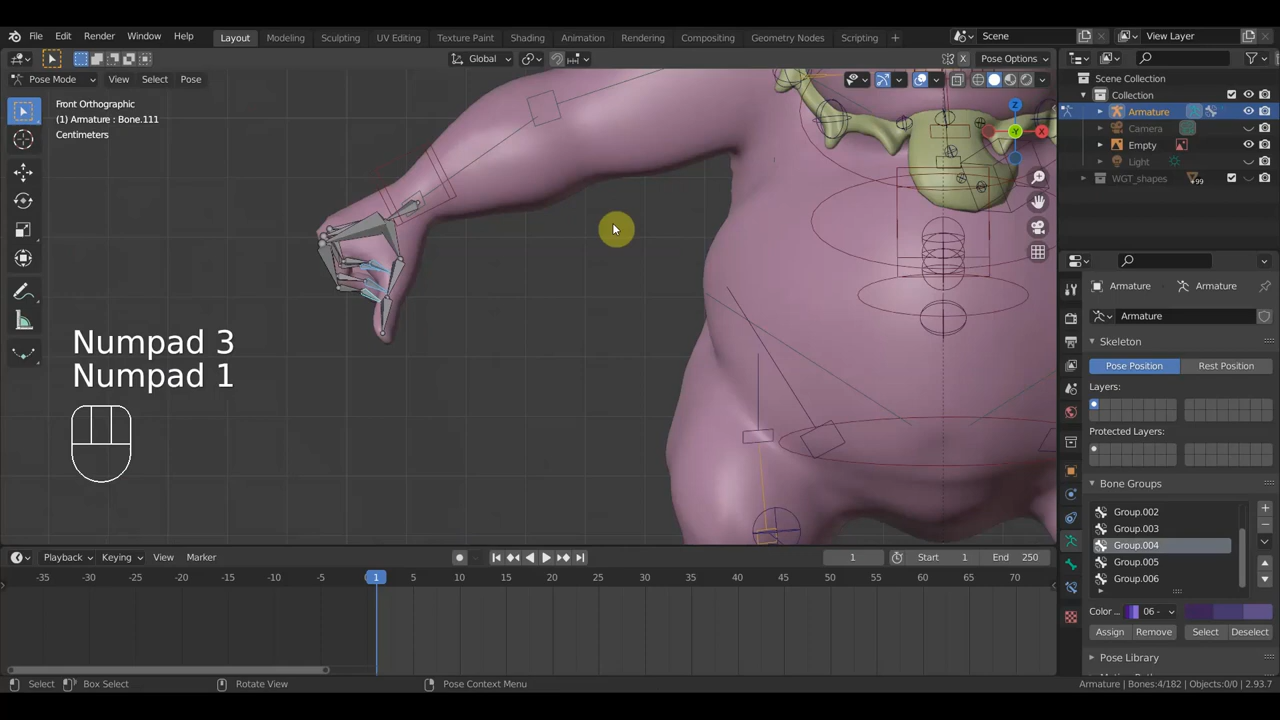 File Edit Render Window Help Layout Modeling Sculpting UV Editing Texture Paint Shading Animation Rendering Compositing Geometry Nodes Scripting + Scene View Layer
Global Pose Options
Pose Mode View Select Pose
Front Orthographic
(1) Armature : Bone.111
Centimeters
Z
Y
X
Numpad 3
Numpad 1
Scene Collection
Collection
Armature
Camera
Empty
Light
WGT_shapes 99
Armature Armature
Armature
Skeleton
Pose Position Rest Position
Layers:
Protected Layers:
Bone Groups
Group.002
Group.003
Group.004
Group.005
Group.006
Color ... 06 -
Assign Remove Select Deselect
Pose Library
Playback Keying View Marker 1 Start 1 End 250
-35 -30 -25 -20 -15 -10 -5 1 5 10 15 20 25 30 35 40 45 50 55 60 65 70
Select Box Select Rotate View Pose Context Menu Armature | Bones:4/182 | Objects:0/0 | 2.93.7